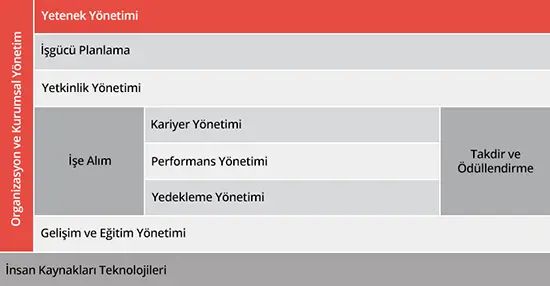 Organizasyon ve Kurumsal Yönetim
Yetenek Yönetimi
İşgücü Planlama
Yetkinlik Yönetimi
İşe Alım
Kariyer Yönetimi
Performans Yönetimi
Yedekleme Yönetimi
Takdir ve
Ödüllendirme
Gelişim ve Eğitim Yönetimi
İnsan Kaynakları Teknolojileri